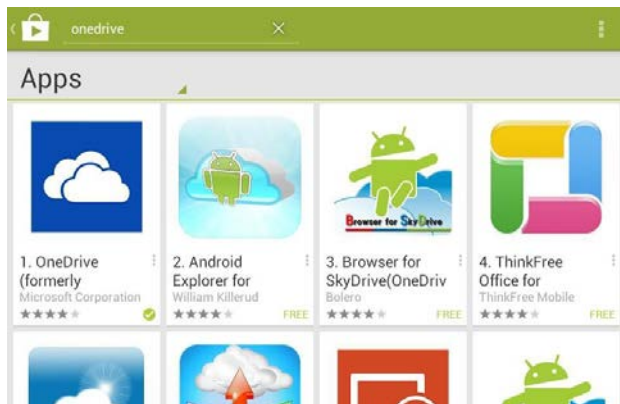 onedrive
Apps
1. OneDrive
(formerly
Microsoft Corporation
2. Android
Explorer for
William Killerud
FREE
Browser for SkyDrive
3. Browser for
SkyDrive(OneDriv
Bolero
FREE
4. ThinkFree
Office for
ThinkFree Mobile
FREE